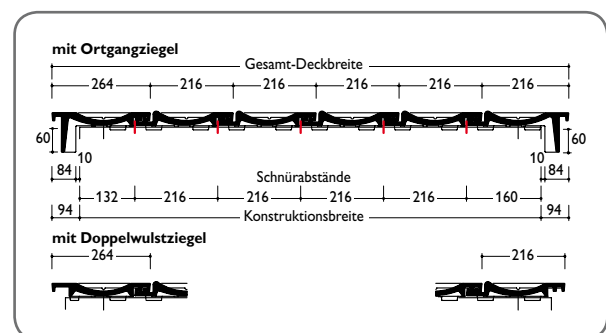 mit Ortgangziegel
Gesamt-Deckbreite
264 216 216 216 216 216
60 60
10 10
84 84
Schnürabstände
132 216 216 216 216 160
94 94
Konstruktionsbreite
mit Doppelwulstziegel
264 216